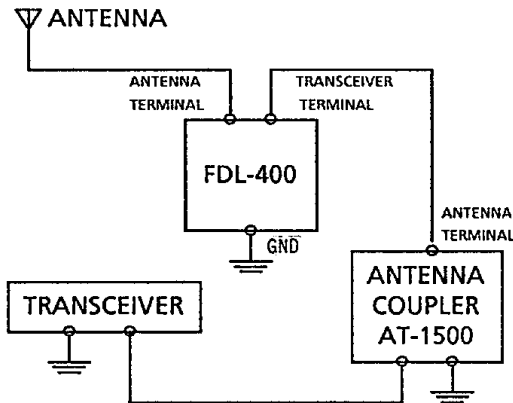 ANTENNA
ANTENNA
TERMINAL
TRANSCEIVER
TERMINAL
FDL-400
GND
ANTENNA
TERMINAL
TRANSCEIVER
ANTENNA
COUPLER
AT-1500